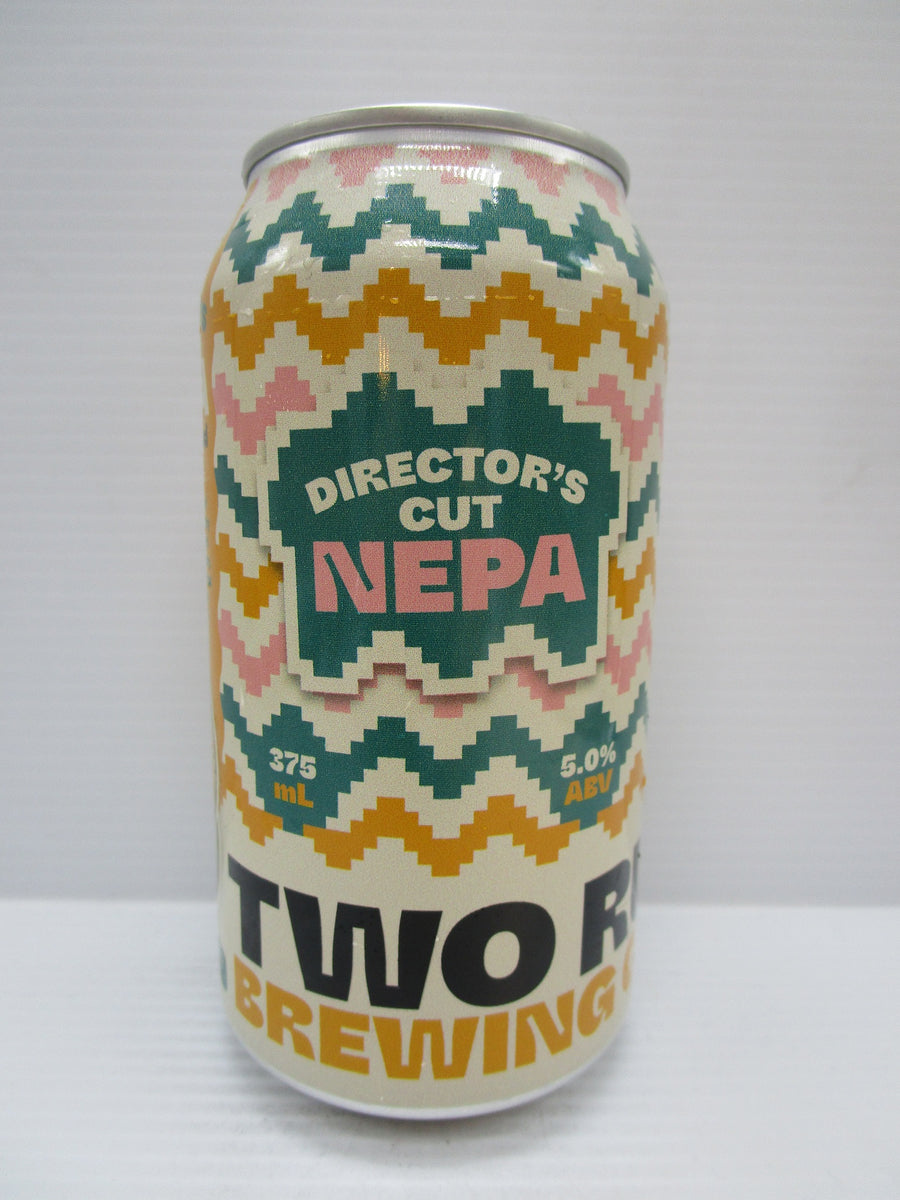 DIRECTOR'S
CUT
NEPA
375
mL
5.0%
ABV
TWO
BREWING